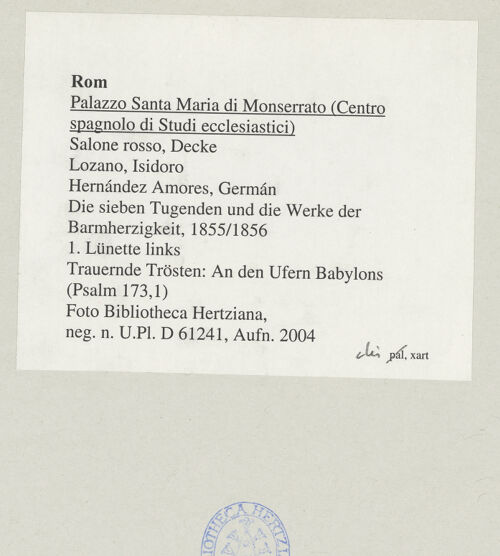 Rom
Palazzo Santa Maria di Monserrato (Centro
spagnolo di Studi ecclesiastici)
Salone rosso, Decke
Lozano, Isidoro
Hernández Amores, Germán
Die sieben Tugenden und die Werke der
Barmherzigkeit, 1855/1856
1. Lünette links
Trauernde Trösten: An den Ufern Babylons
(Psalm 173,1)
Foto Bibliotheca Hertziana,
neg. n. U.Pl. D 61241, Aufn. 2004
pal, xart